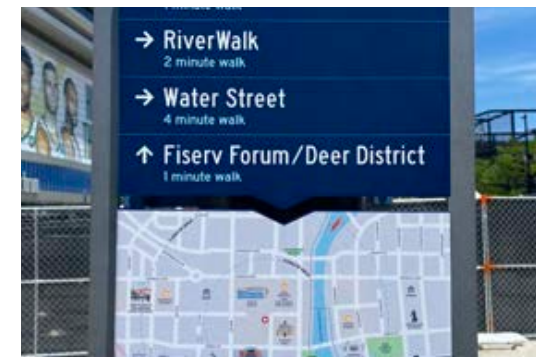 → RiverWalk
2 minute walk
→ Water Street
4 minute walk
↑ Fiserv Forum/Deer District
1 minute walk